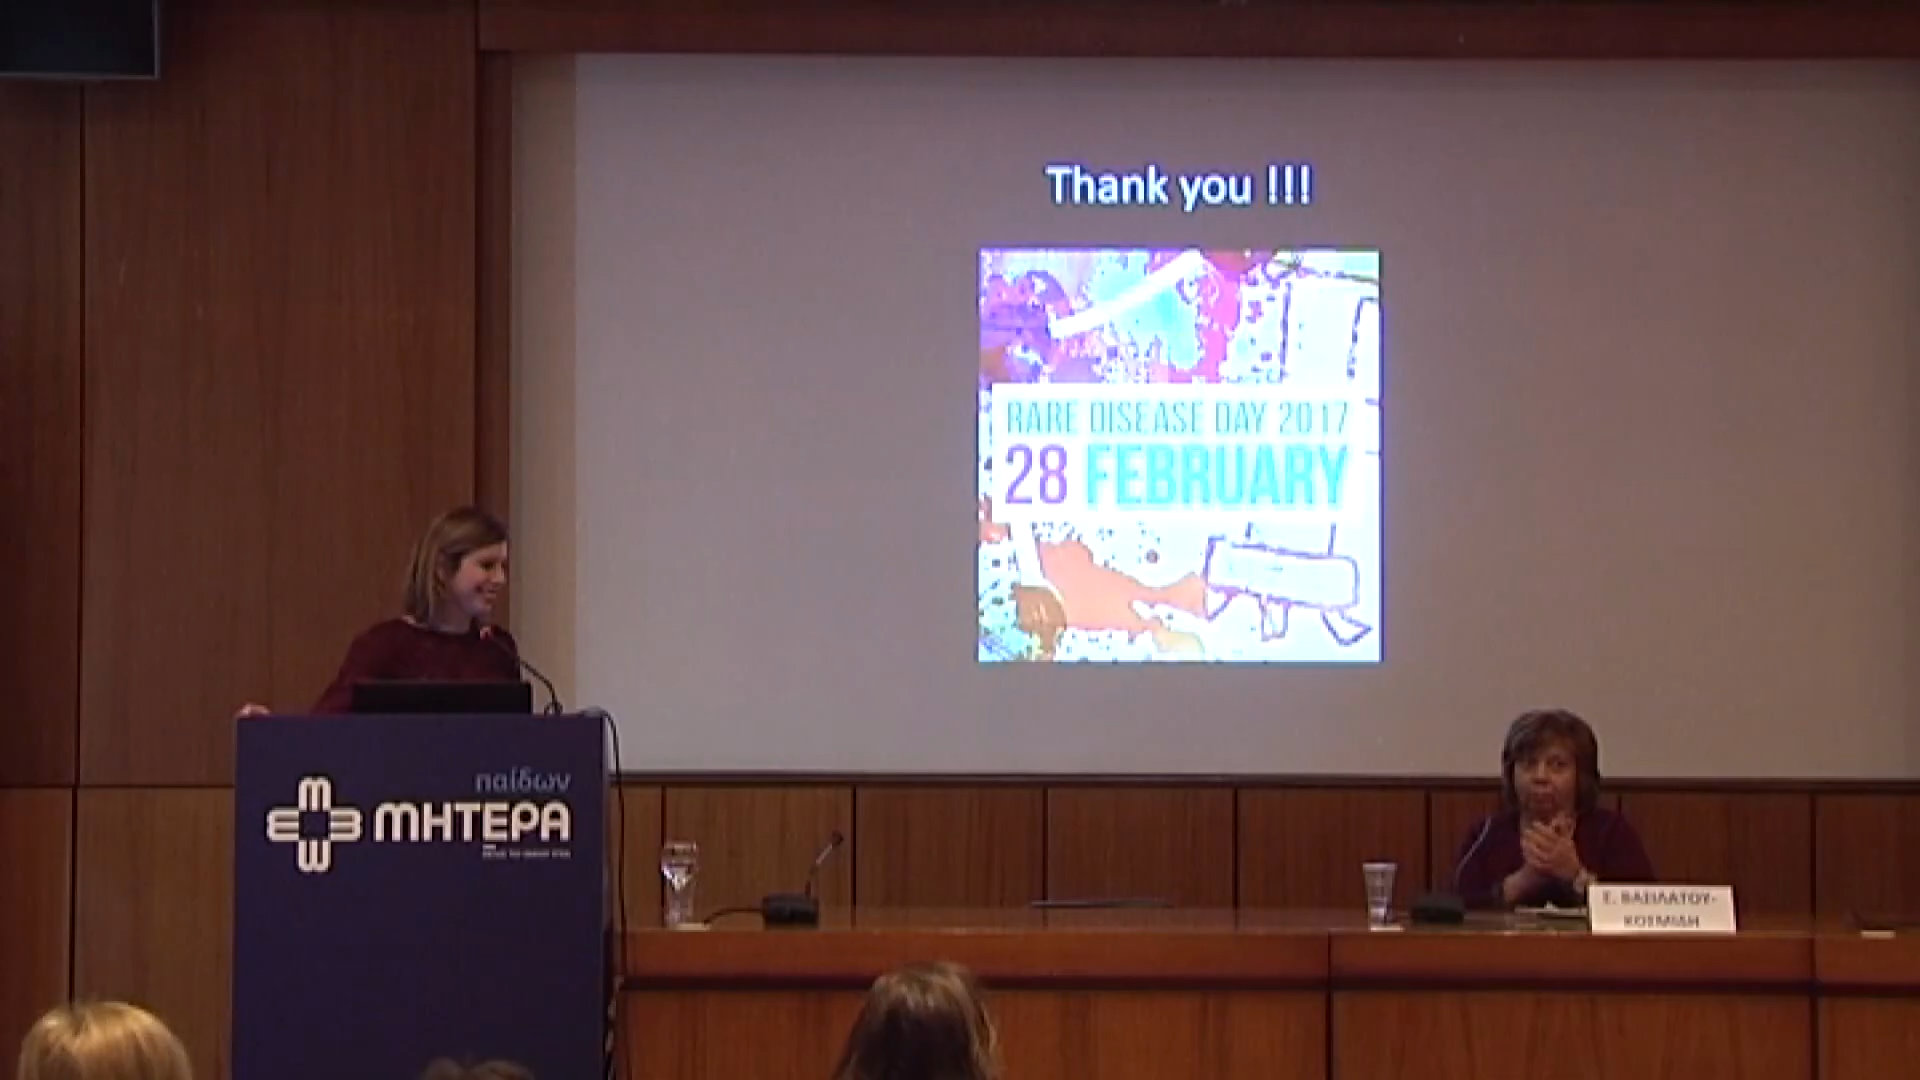 Thank you !!!
RARE DISEASE DAY 2017
28 FEBRUARY
παίδων
ΜΗΤΕΡΑ
Σ. ΒΑΣΙΛΑΤΟΥ-
ΚΟΣΜΙΔΗ